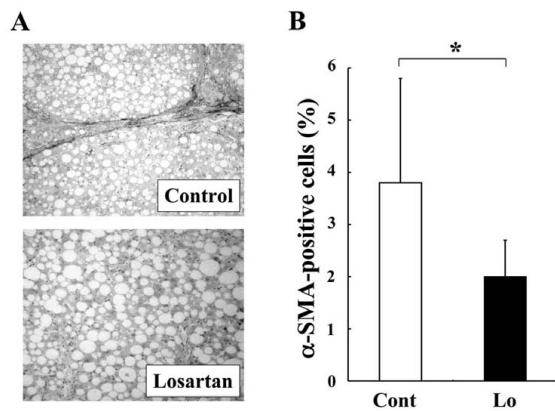 A
Control
Losartan
B
*
α-SMA-positive cells (%)
6
5
4
3
2
1
0
Cont
Lo